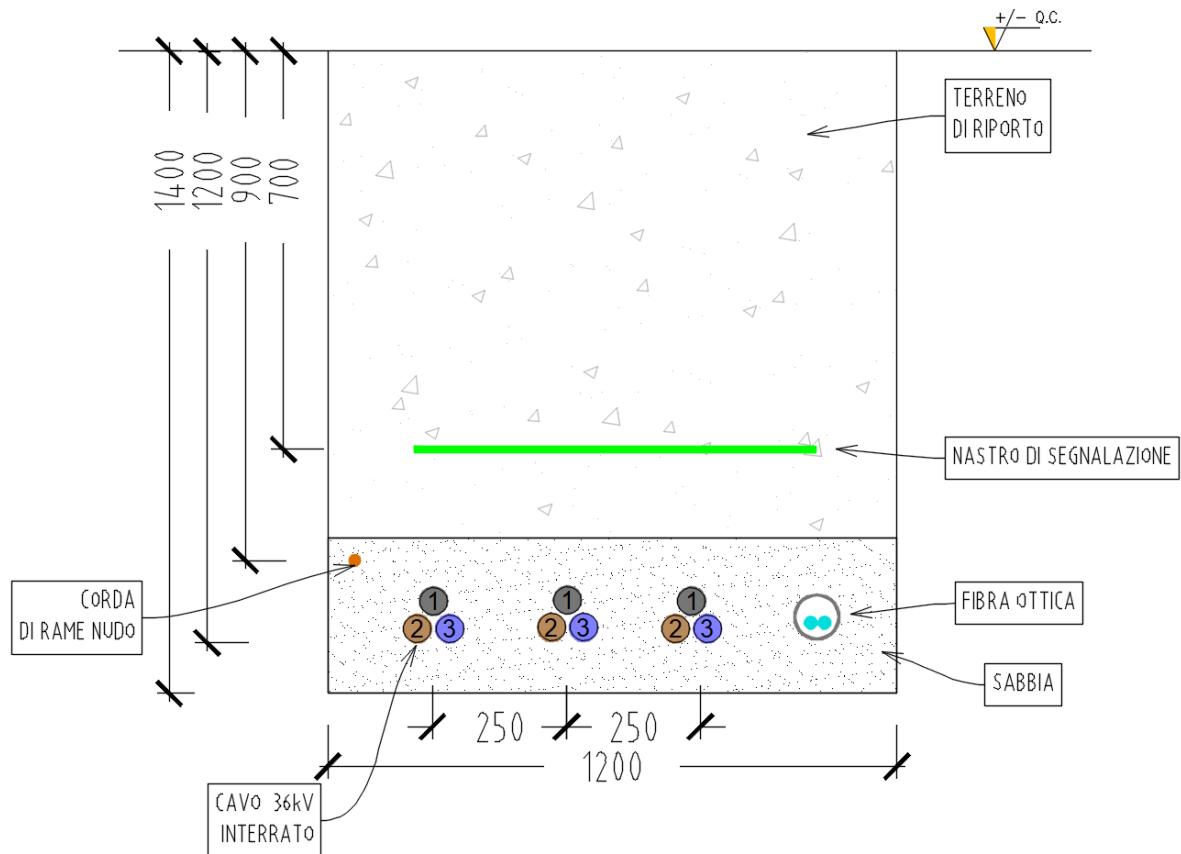 +/- Q.C.
TERRENO
DI RIPORTO
1400
1200
900
700
NASTRO DI SEGNALAZIONE
CORDA
DI RAME NUDO
1
2
3
1
2
3
1
2
3
FIBRA OTTICA
SABBIA
250
250
1200
CAVO 36kV
INTERRATO